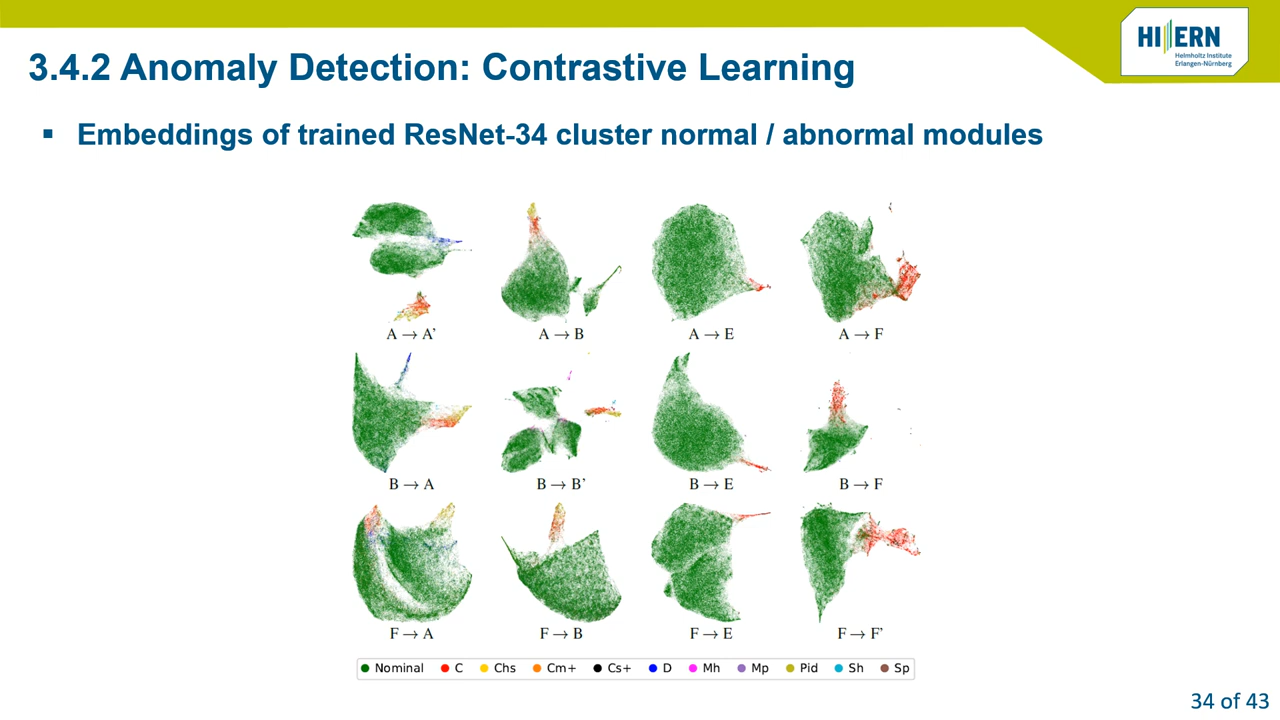 HI ERN
Helmholtz Institute
Erlangen-Nürnberg
3.4.2 Anomaly Detection: Contrastive Learning
▪ Embeddings of trained ResNet-34 cluster normal / abnormal modules
A → A' A → B A → E A → F
B → A B → B' B → E B → F
F → A F → B F → E F → F'
Nominal C Chs Cm+ Cs+ D Mh Mp Pid Sh Sp
34 of 43